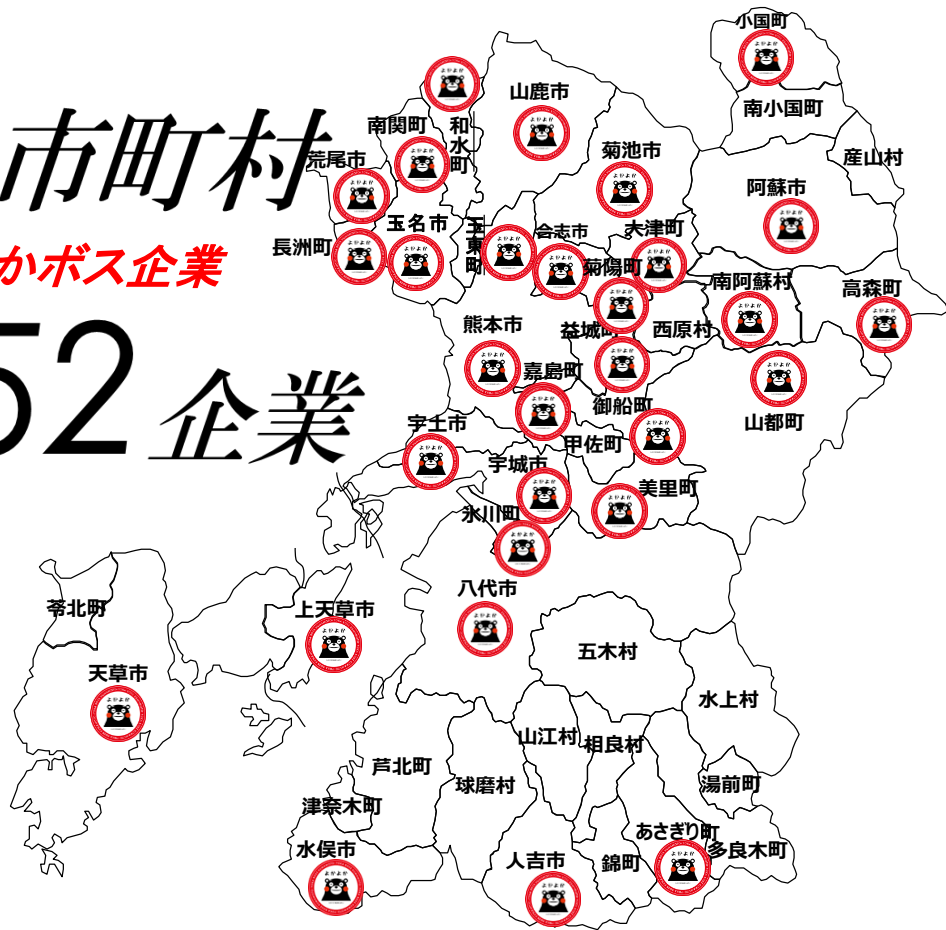 市町村
かボス企業
52企業
小国町
南小国町
産山村
山鹿市
南関町
和水町
荒尾市
菊池市
阿蘇市
玉名市
玉東町
合志市
大津町
長洲町
菊陽町
南阿蘇村
高森町
熊本市
益城町
西原村
嘉島町
御船町
山都町
宇土市
甲佐町
宇城市
美里町
氷川町
八代市
苓北町
上天草市
五木村
天草市
水上村
山江村
相良村
芦北町
球磨村
湯前町
津奈木町
あさぎり町
多良木町
水俣市
人吉市
錦町